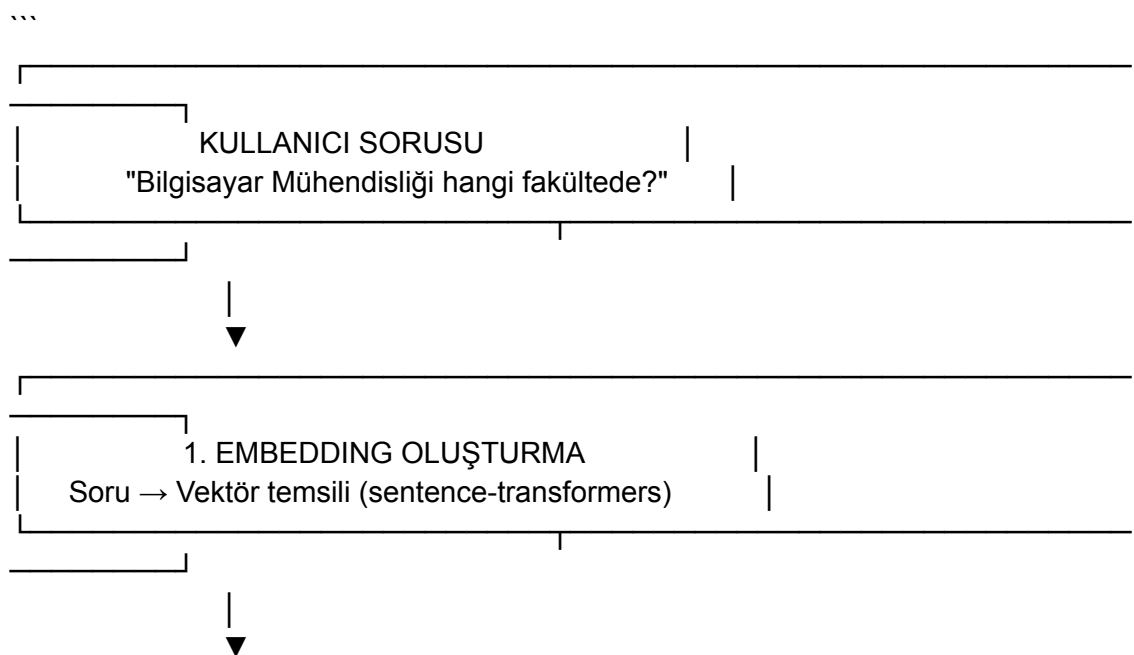 ```
KULLANICI SORUSU
"Bilgisayar Mühendisliği hangi fakültede?"
▼
1. EMBEDDING OLUŞTURMA
Soru → Vektör temsili (sentence-transformers)
▼